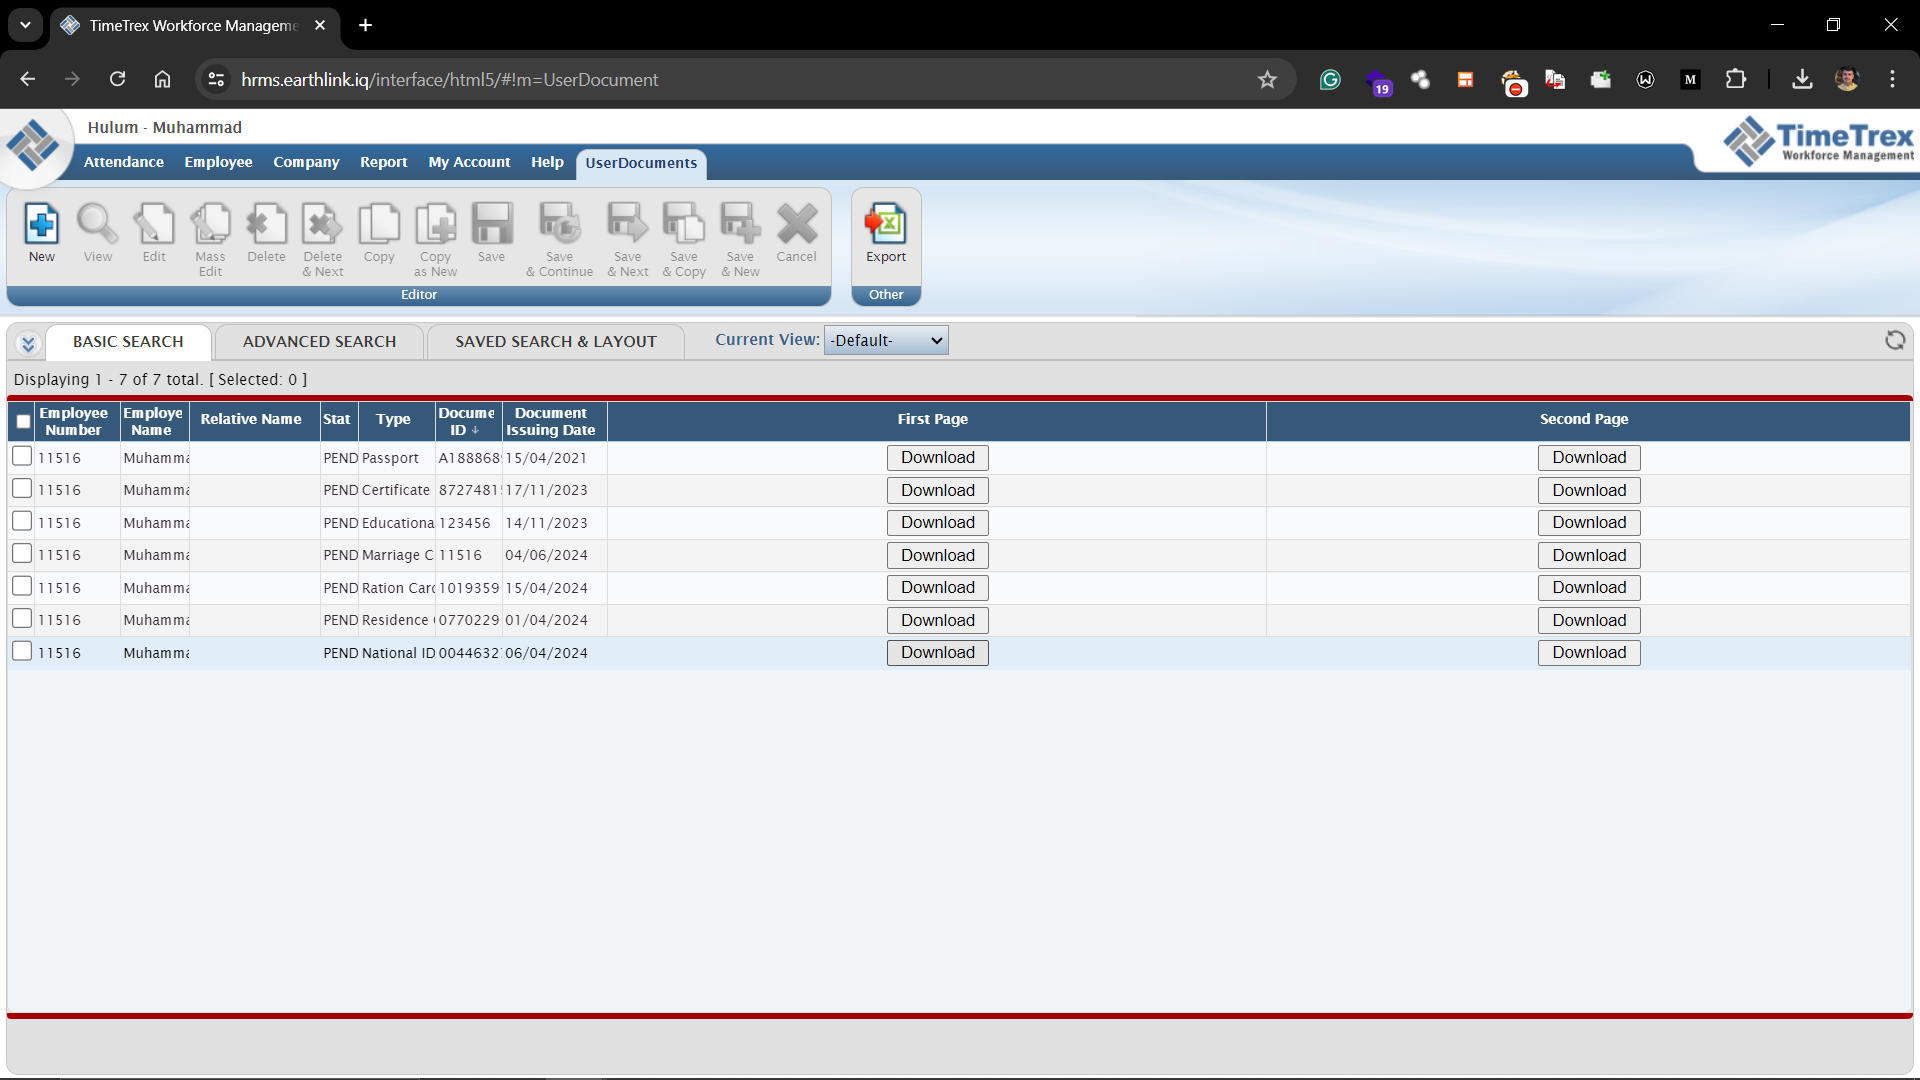 TimeTrex Workforce Manageme
hrms.earthlink.iq/interface/html5/#!m=UserDocument
19
M
Hulum - Muhammad
TimeTrex
Workforce Management
Attendance Employee Company Report My Account Help UserDocuments
New View Edit Mass Edit Delete Delete & Next Copy Copy as New Save Save & Continue Save & Next Save & Copy Save & New Cancel Export
Editor Other
BASIC SEARCH ADVANCED SEARCH SAVED SEARCH & LAYOUT Current View: -Default-
Displaying 1 - 7 of 7 total. [ Selected: 0 ]
Employee Number Employe Name Relative Name Stat Type Docume ID Document Issuing Date First Page Second Page
11516 Muhamma PEND Passport A188868 15/04/2021 Download Download
11516 Muhamma PEND Certificate 8727481 17/11/2023 Download Download
11516 Muhamma PEND Educationa 123456 14/11/2023 Download Download
11516 Muhamma PEND Marriage C 11516 04/06/2024 Download Download
11516 Muhamma PEND Ration Card 1019359 15/04/2024 Download Download
11516 Muhamma PEND Residence 0770229 01/04/2024 Download Download
11516 Muhamma PEND National ID 0044632 06/04/2024 Download Download